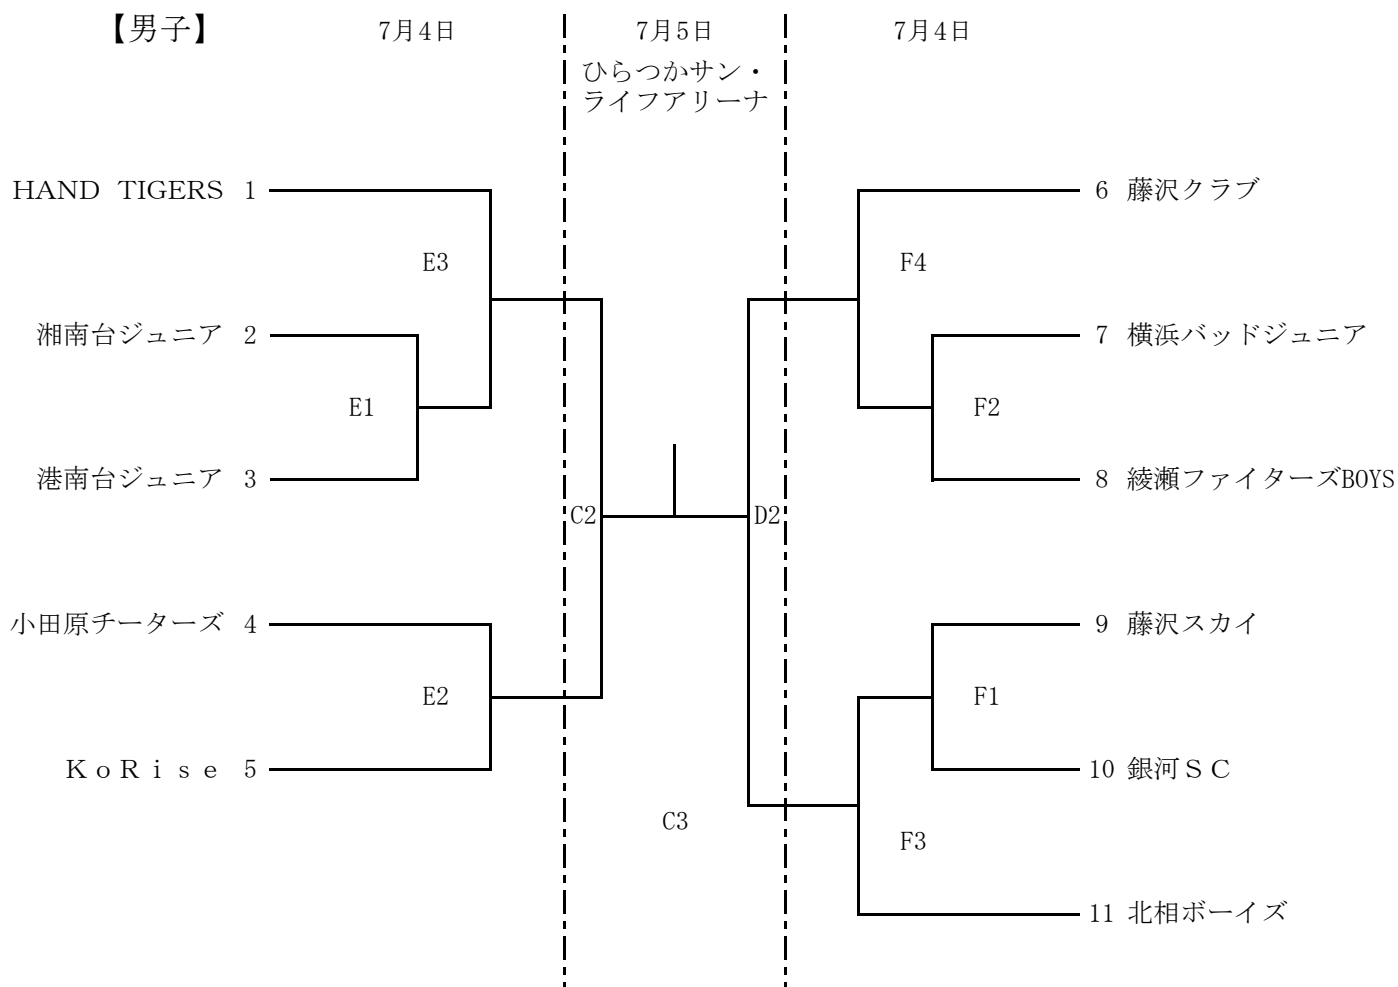 【男子】 7月4日 7月5日 7月4日
ひらつかサン・
ライフアリーナ
HAND TIGERS 1
E3
湘南台ジュニア 2
E1
港南台ジュニア 3
C2
小田原チーターズ 4
E2
ＫｏＲｉｓｅ 5
C3
6 藤沢クラブ
F4
7 横浜バッドジュニア
F2
8 綾瀬ファイターズBOYS
D2
9 藤沢スカイ
F1
10 銀河ＳＣ
F3
11 北相ボーイズ